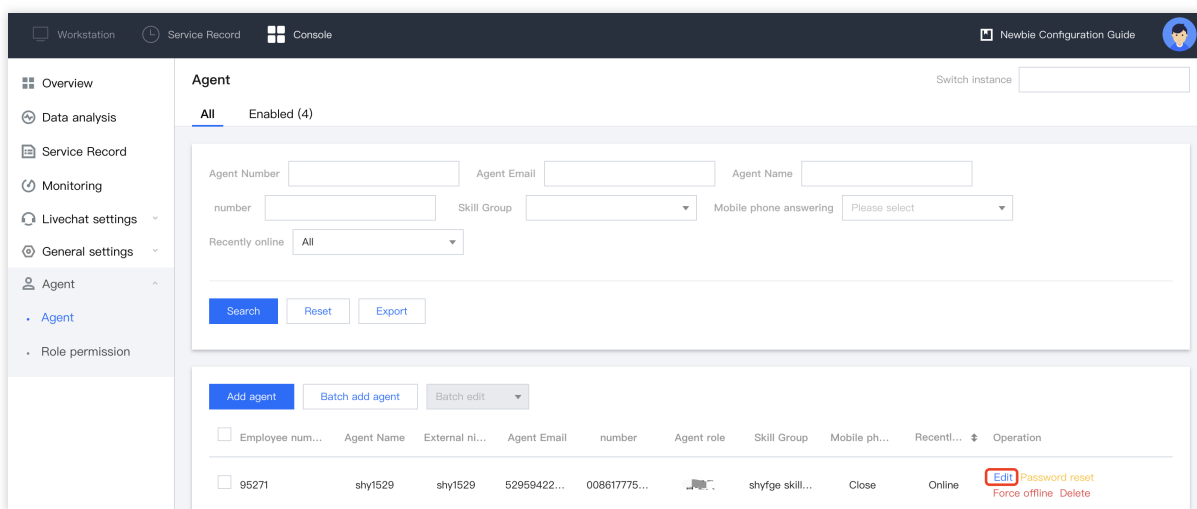 Workstation Service Record Console Newbie Configuration Guide
Overview
Data analysis
Service Record
Monitoring
Livechat settings
General settings
Agent
Agent
Role permission
Agent Switch instance
All Enabled (4)
Agent Number Agent Email Agent Name
number Skill Group Mobile phone answering Please select
Recently online All
Search Reset Export
Add agent Batch add agent Batch edit
Employee num... Agent Name External ni... Agent Email number Agent role Skill Group Mobile ph... Recentl... Operation
95271 shy1529 shy1529 52959422... 008617775... shyfge skill... Close Online Edit Password reset
Force offline Delete